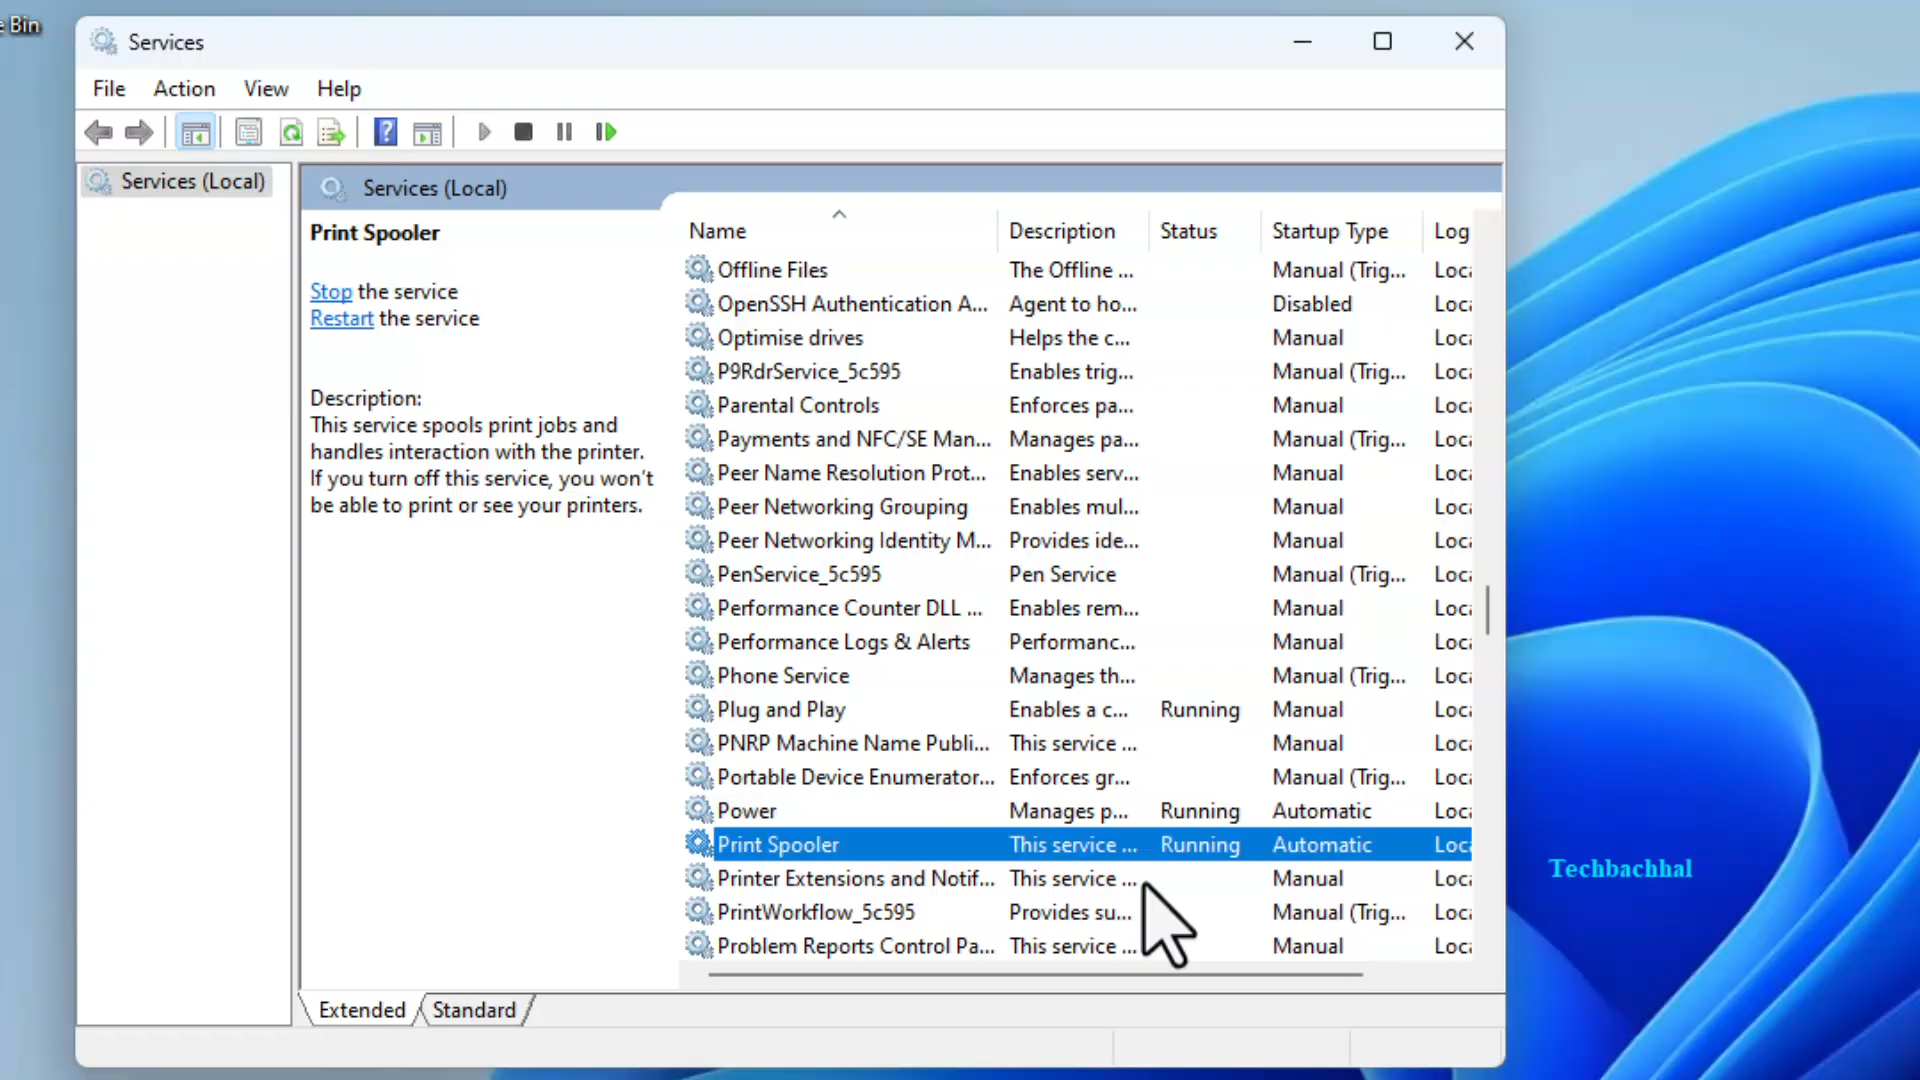 e Bin
Services
File Action View Help
Services (Local)
Services (Local)
Print Spooler
Stop the service
Restart the service
Description:
This service spools print jobs and
handles interaction with the printer.
If you turn off this service, you won't
be able to print or see your printers.
Name Description Status Startup Type Log
Offline Files The Offline ... Manual (Trig... Loca
OpenSSH Authentication A... Agent to ho... Disabled Loca
Optimise drives Helps the c... Manual Loca
P9RdrService_5c595 Enables trig... Manual (Trig... Loca
Parental Controls Enforces pa... Manual Loca
Payments and NFC/SE Man... Manages pa... Manual (Trig... Loca
Peer Name Resolution Prot... Enables serv... Manual Loca
Peer Networking Grouping Enables mul... Manual Loca
Peer Networking Identity M... Provides ide... Manual Loca
PenService_5c595 Pen Service Manual (Trig... Loca
Performance Counter DLL ... Enables rem... Manual Loca
Performance Logs & Alerts Performanc... Manual Loca
Phone Service Manages th... Manual (Trig... Loca
Plug and Play Enables a c... Running Manual Loca
PNRP Machine Name Publi... This service ... Manual Loca
Portable Device Enumerator... Enforces gr... Manual (Trig... Loca
Power Manages p... Running Automatic Loca
Print Spooler This service ... Running Automatic Loca
Printer Extensions and Notif... This service ... Manual Loca
PrintWorkflow_5c595 Provides su... Manual (Trig... Loca
Problem Reports Control Pa... This service ... Manual Loca
Extended Standard
Techbachhal